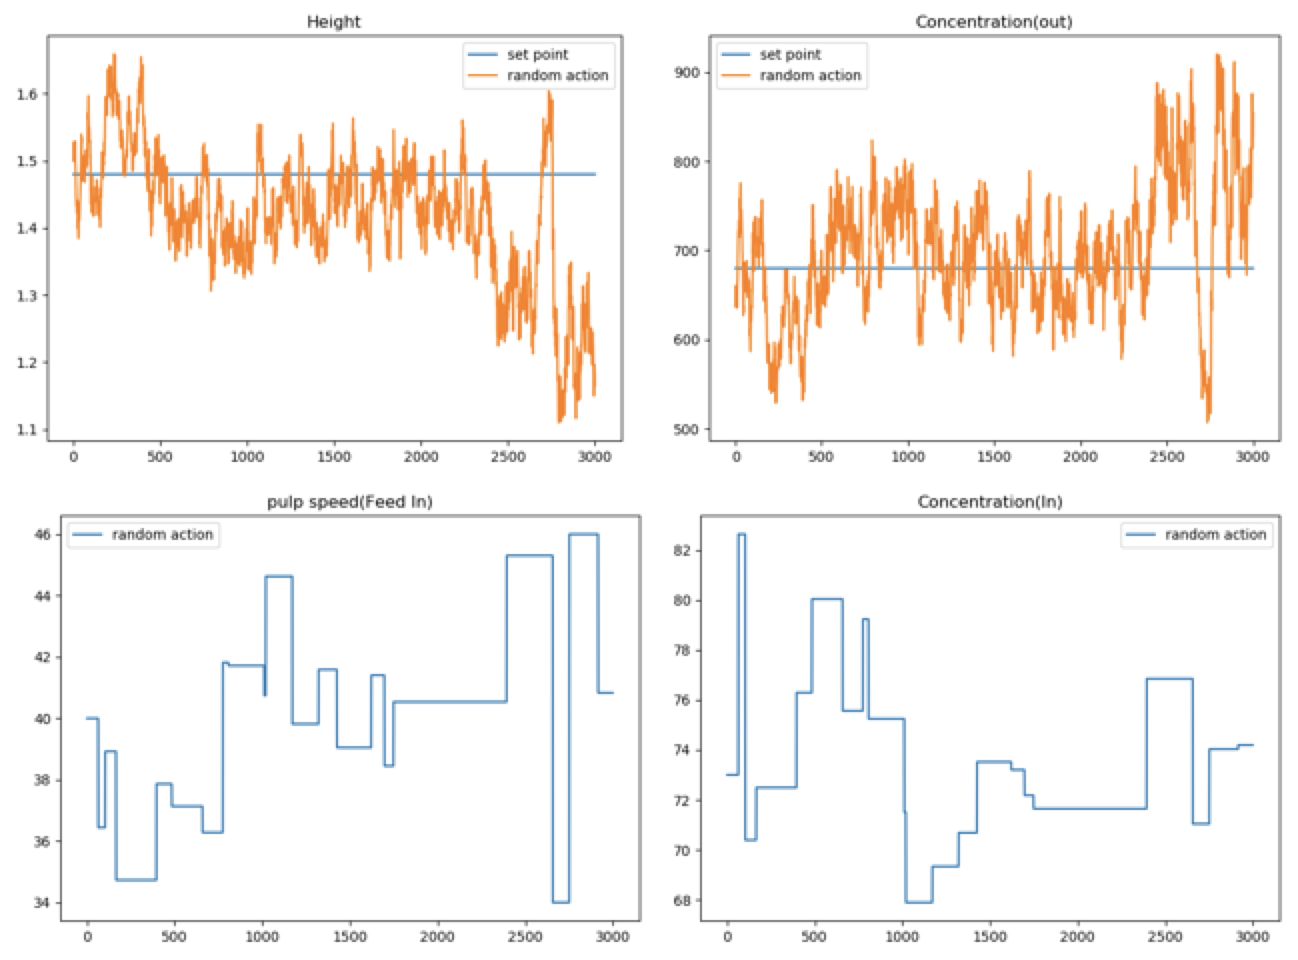 Height
set point
random action
1.6
1.5
1.4
1.3
1.2
1.1
0 500 1000 1500 2000 2500 3000
Concentration(out)
set point
random action
900
800
700
600
500
0 500 1000 1500 2000 2500 3000
pulp speed(Feed In)
random action
46
44
42
40
38
36
34
0 500 1000 1500 2000 2500 3000
Concentration(In)
random action
82
80
78
76
74
72
70
68
0 500 1000 1500 2000 2500 3000